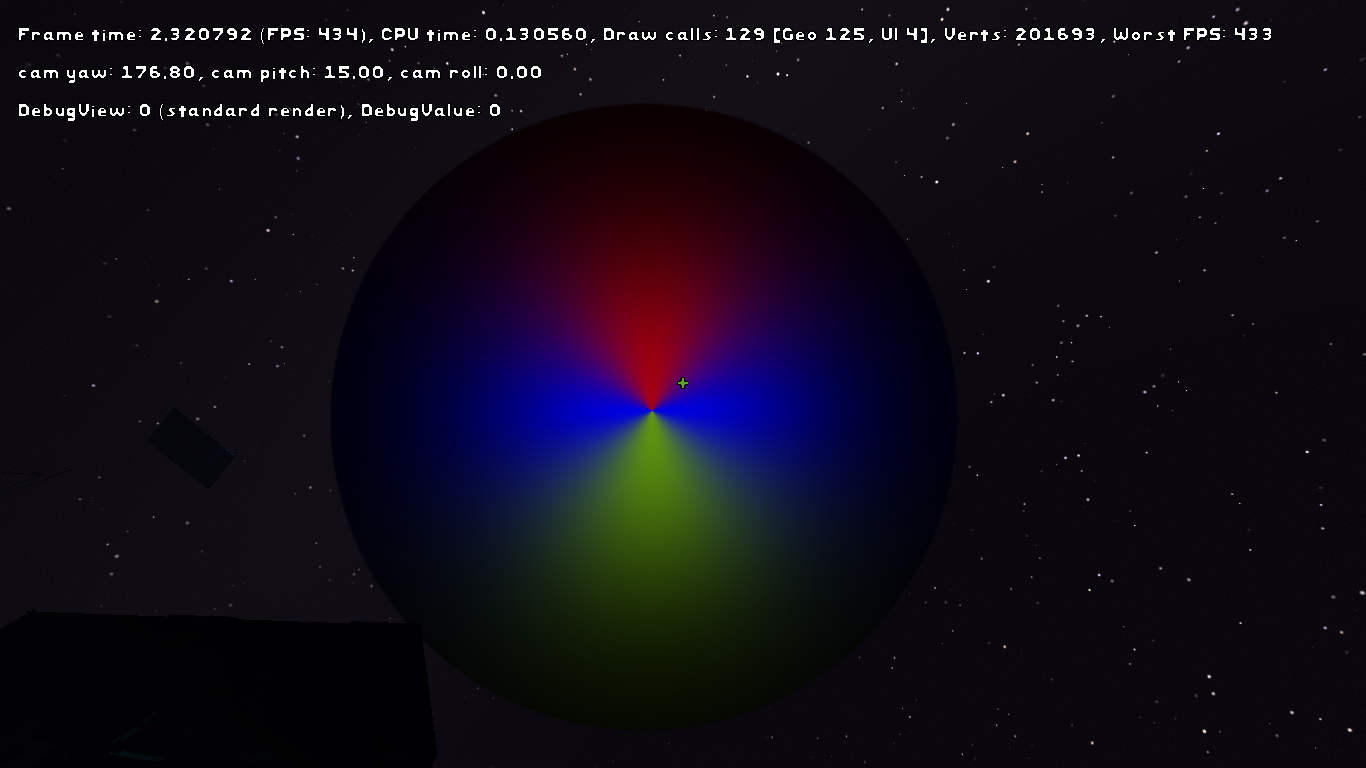 Frame time: 2.320792 (FPS: 434), CPU time: 0.130560, Draw calls: 129 [Geo 125, UI 4], Verts: 201693, Worst FPS: 433
cam yaw: 176.80, cam pitch: 15.00, cam roll: 0.00
DebugView: 0 (standard render), DebugValue: 0